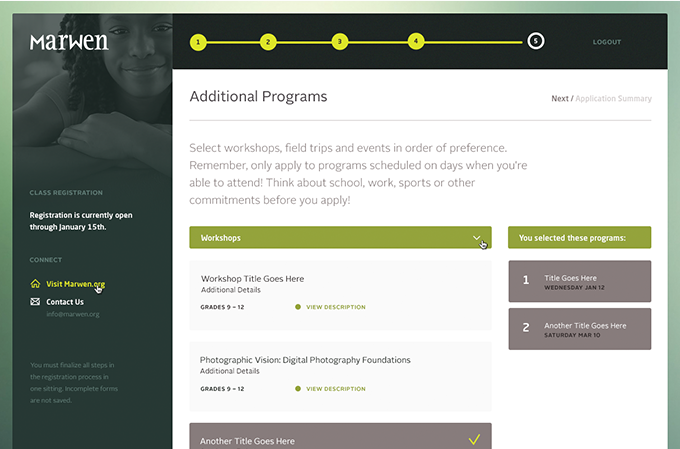 Marwen
1 2 3 4 5
LOGOUT
CLASS REGISTRATION
Registration is currently open
through January 15th.
CONNECT
Visit Marwen.org
Contact Us
info@marwen.org
You must finalize all steps in
the registration process in
one sitting. Incomplete forms
are not saved.
Additional Programs
Next / Application Summary
Select workshops, field trips and events in order of preference.
Remember, only apply to programs scheduled on days when you're
able to attend! Think about school, work, sports or other
commitments before you apply!
Workshops
Workshop Title Goes Here
Additional Details
GRADES 9 – 12 VIEW DESCRIPTION
Photographic Vision: Digital Photography Foundations
Additional Details
GRADES 9 – 12 VIEW DESCRIPTION
Another Title Goes Here
You selected these programs:
1 Title Goes Here
WEDNESDAY JAN 12
2 Another Title Goes Here
SATURDAY MAR 10